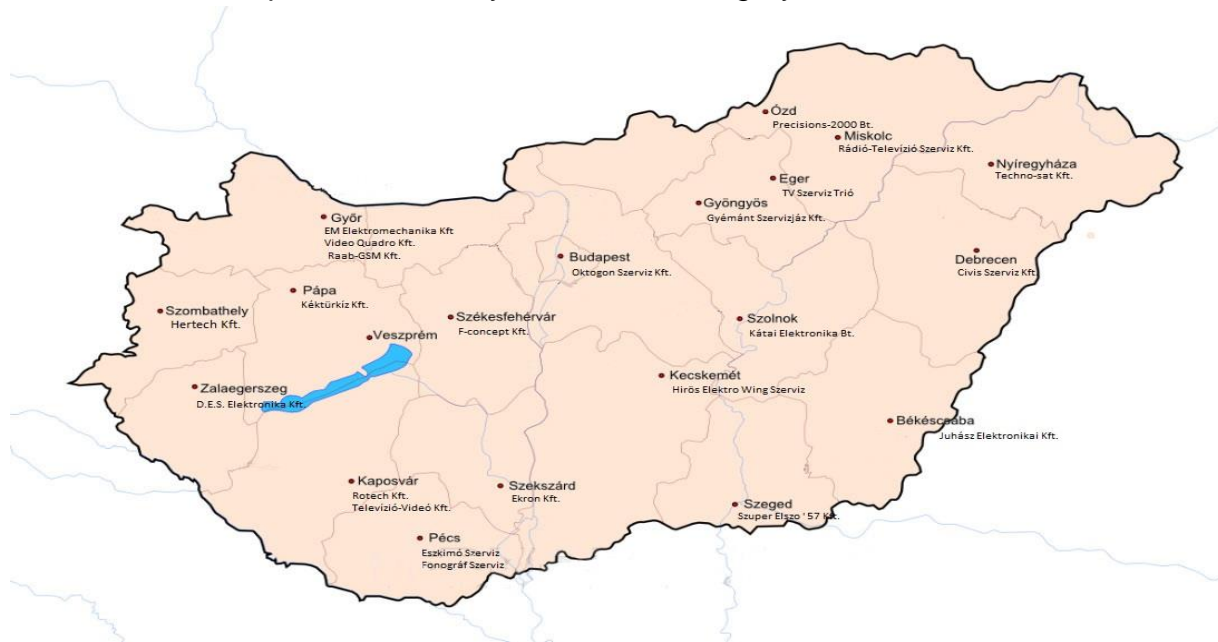 Ózd
Precisions-2000 Bt.
Miskolc
Rádió-Televízió Szerviz Kft.
Nyíregyháza
Techno-sat Kft.
Eger
TV Szerviz Trió
Gyöngyös
Gyémánt Szervizjáz Kft.
Győr
EM Elektromechanika Kft
Video Quadro Kft.
Raab-GSM Kft.
Budapest
Oktogon Szerviz Kft.
Debrecen
Civis Szerviz Kft.
Pápa
Kéktürkíz Kft.
Szombathely
Hertech Kft.
Székesfehérvár
F-concept Kft.
Szolnok
Kátai Elektronika Bt.
Veszprém
Zalaegerszeg
D.E.S. Elektronika Kft.
Kecskemét
Hirös Elektro Wing Szerviz
Békéscsaba
Juhász Elektronikai Kft.
Kaposvár
Rotech Kft.
Televízió-Videó Kft.
Szekszárd
Ekron Kft.
Szeged
Szuper Elszo '57 Kft.
Pécs
Eszkimó Szerviz
Fonográf Szerviz